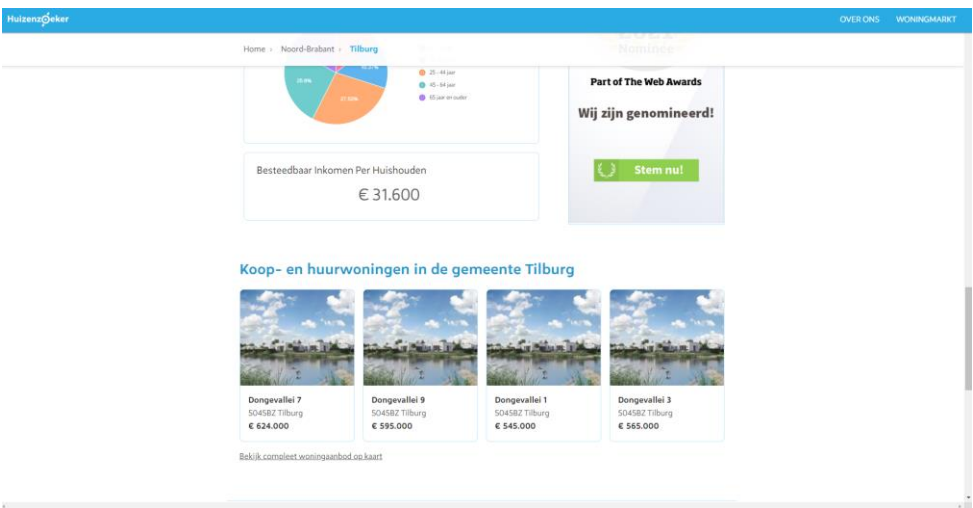 Huizenzoeker
OVER ONS WONINGMARKT
Home › Noord-Brabant › Tilburg
2021
Nominee
25 - 44 jaar
45 - 64 jaar
65 jaar en ouder
Part of The Web Awards
Wij zijn genomineerd!
Stem nu!
Besteedbaar Inkomen Per Huishouden
€ 31.600
Koop- en huurwoningen in de gemeente Tilburg
Dongevallei 7
5045BZ Tilburg
€ 624.000
Dongevallei 9
5045BZ Tilburg
€ 595.000
Dongevallei 1
5045BZ Tilburg
€ 545.000
Dongevallei 3
5045BZ Tilburg
€ 565.000
Bekijk compleet woningaanbod op kaart